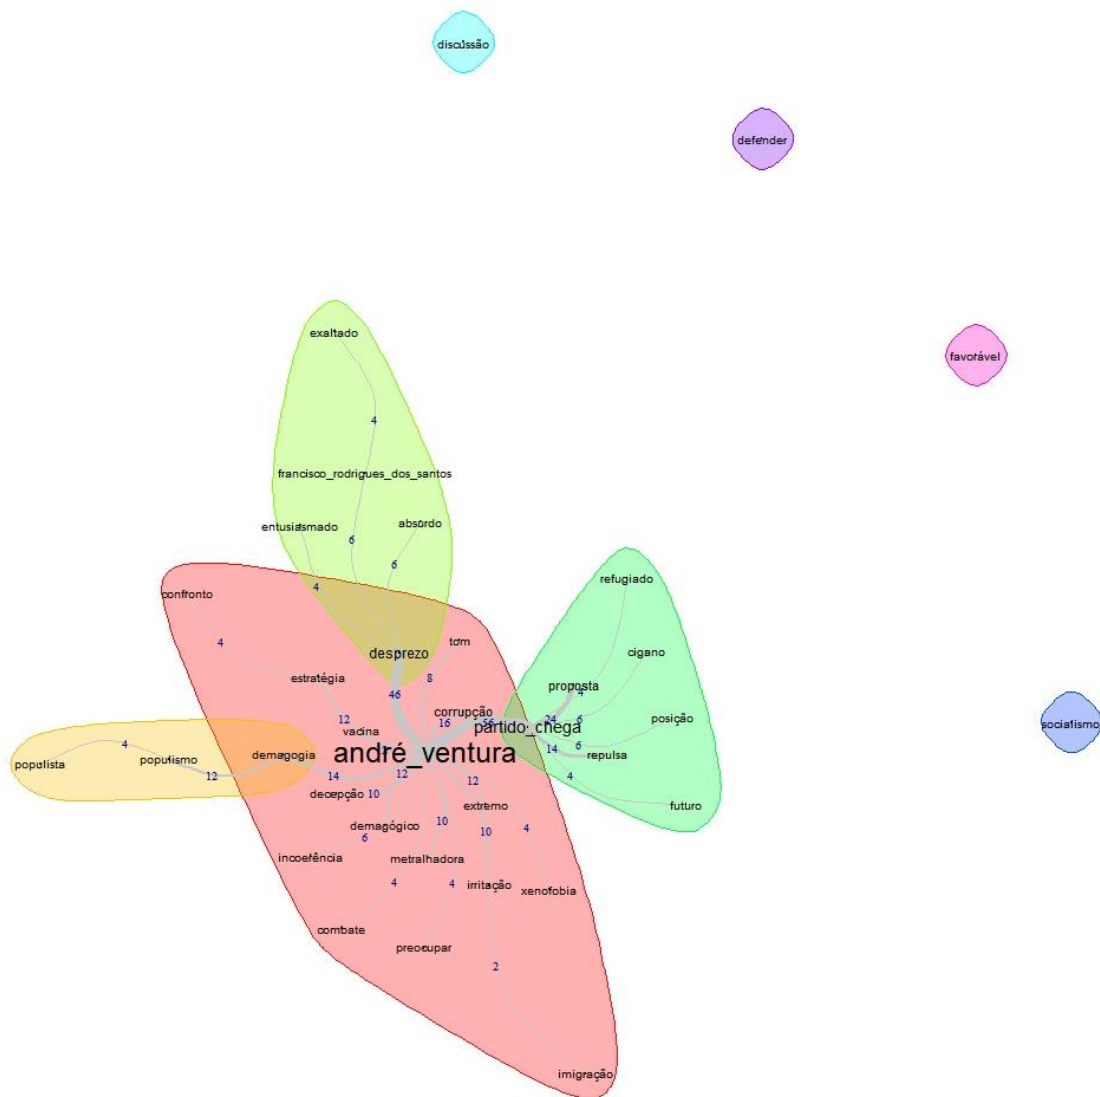 discussão
defender
exaltado
favorável
4
francisco_rodrigues_dos_santos
entusiasmado
absurdo
6
6
4
refugiado
confronto
4
tom
desprezo
cigano
estratégia
8
46
proposta
4
corrupção
12
16
56
24
6
posição
socialismo
vacina
partido_chega
4
populismo
demagogia
andré_ventura
14
6
repulsa
populista
12
14
12
12
4
decepção
10
extremo
futuro
demagógico
10
10
4
6
incoerência
metralhadora
4
4
irritação
xenofobia
combate
preocupar
2
imigração